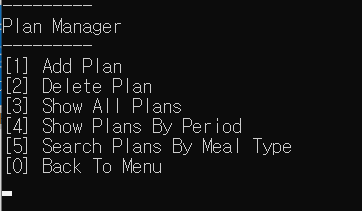 ---------
Plan Manager
---------
[1] Add Plan
[2] Delete Plan
[3] Show All Plans
[4] Show Plans By Period
[5] Search Plans By Meal Type
[0] Back To Menu